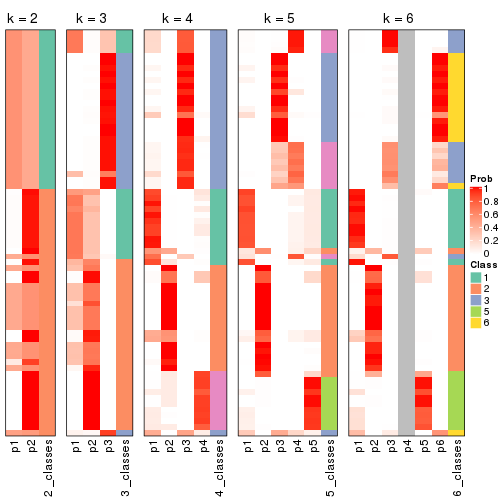 k = 2
k = 3
k = 4
k = 5
k = 6
Prob
1
0.8
0.6
0.4
0.2
0
Class
1
2
3
5
6
p1
p2
2_classes
p1
p2
p3
3_classes
p1
p2
p3
p4
4_classes
p1
p2
p3
p4
p5
5_classes
p1
p2
p3
p4
p5
p6
6_classes